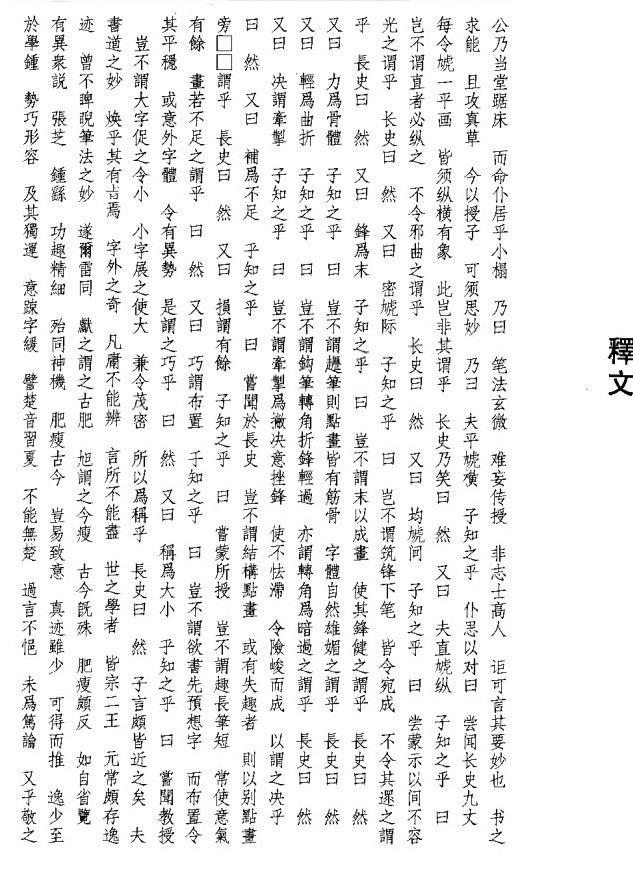 釋文
公乃当堂踞床 而命仆居乎小榻 乃曰 笔法玄微 难妄传授 非志士高人 讵可言其要妙也 书之
求能 且攻真草 今以授子 可须思妙 乃曰 夫平横 子知之乎 仆思以对曰 尝闻长史九丈
每令一平画 皆须纵横有象 此岂非其谓乎 长史乃笑曰 然 又曰 夫直纵 子知之乎 曰
岂不谓直者必纵之 不令邪曲之谓乎 长史曰 然 又曰 均间 子知之乎 曰 尝蒙示以间不容
光之谓乎 长史曰 然 又曰 密际 子知之乎 曰 岂不谓筑锋下笔 皆令宛成 不令其遲之謂
乎 長史曰 然 又曰 鋒爲末 子知之乎 曰 豈不謂末以成畫 使其鋒健之謂乎 長史曰 然
又曰 力爲骨體 子知之乎 曰 豈不謂趯筆則點畫皆有筋骨 字體自然雄媚之謂乎 長史曰 然
又曰 輕爲曲折 子知之乎 曰 豈不謂鈎筆轉角折鋒輕過 亦謂轉角爲暗過之謂乎 長史曰 然
又曰 决謂牽掣 子知之乎 曰 豈不謂牽掣爲撇决意挫鋒 使不怯滯 令險峻而成 以謂之决乎
曰 然 又曰 補爲不足 乎知之乎 曰 嘗聞於長史 豈不謂結構點畫 或有失趣者 則以别點畫
旁□□謂乎 長史曰 然 又曰 損謂有餘 子知之乎 曰 嘗蒙所授 豈不謂趣長筆短 常使意氣
有餘 畫若不足之謂乎 曰 然 又曰 巧謂布置 于知之乎 曰 豈不謂欲書先預想字 而布置令
其平穩 或意外字體 令有異勢 是謂之巧乎 曰 然 又曰 稱爲大小 乎知之乎 曰 嘗聞教授
豈不謂大字促之令小 小字展之使大 兼令茂密 所以爲稱乎 長史曰 然 子言頗皆近之矣 夫
書道之妙 焕乎其有旨焉 字外之奇 凡庸不能辨 言所不能盡 世之學者 皆宗二王 元常頗存逸
迹 曾不睥睨筆法之妙 遂爾雷同 獻之謂之古肥 旭謂之今瘦 古今既殊 肥瘦頗反 如自省覽
有異衆説 張芝 鍾繇 功趣精細 殆同神機 肥瘦古今 豈易致意 真迹雖少 可得而推 逸少至
於學鍾 勢巧形容 及其獨運 意踈字緩 譬楚音習夏 不能無楚 過言不悒 未爲篤論 又乎敬之